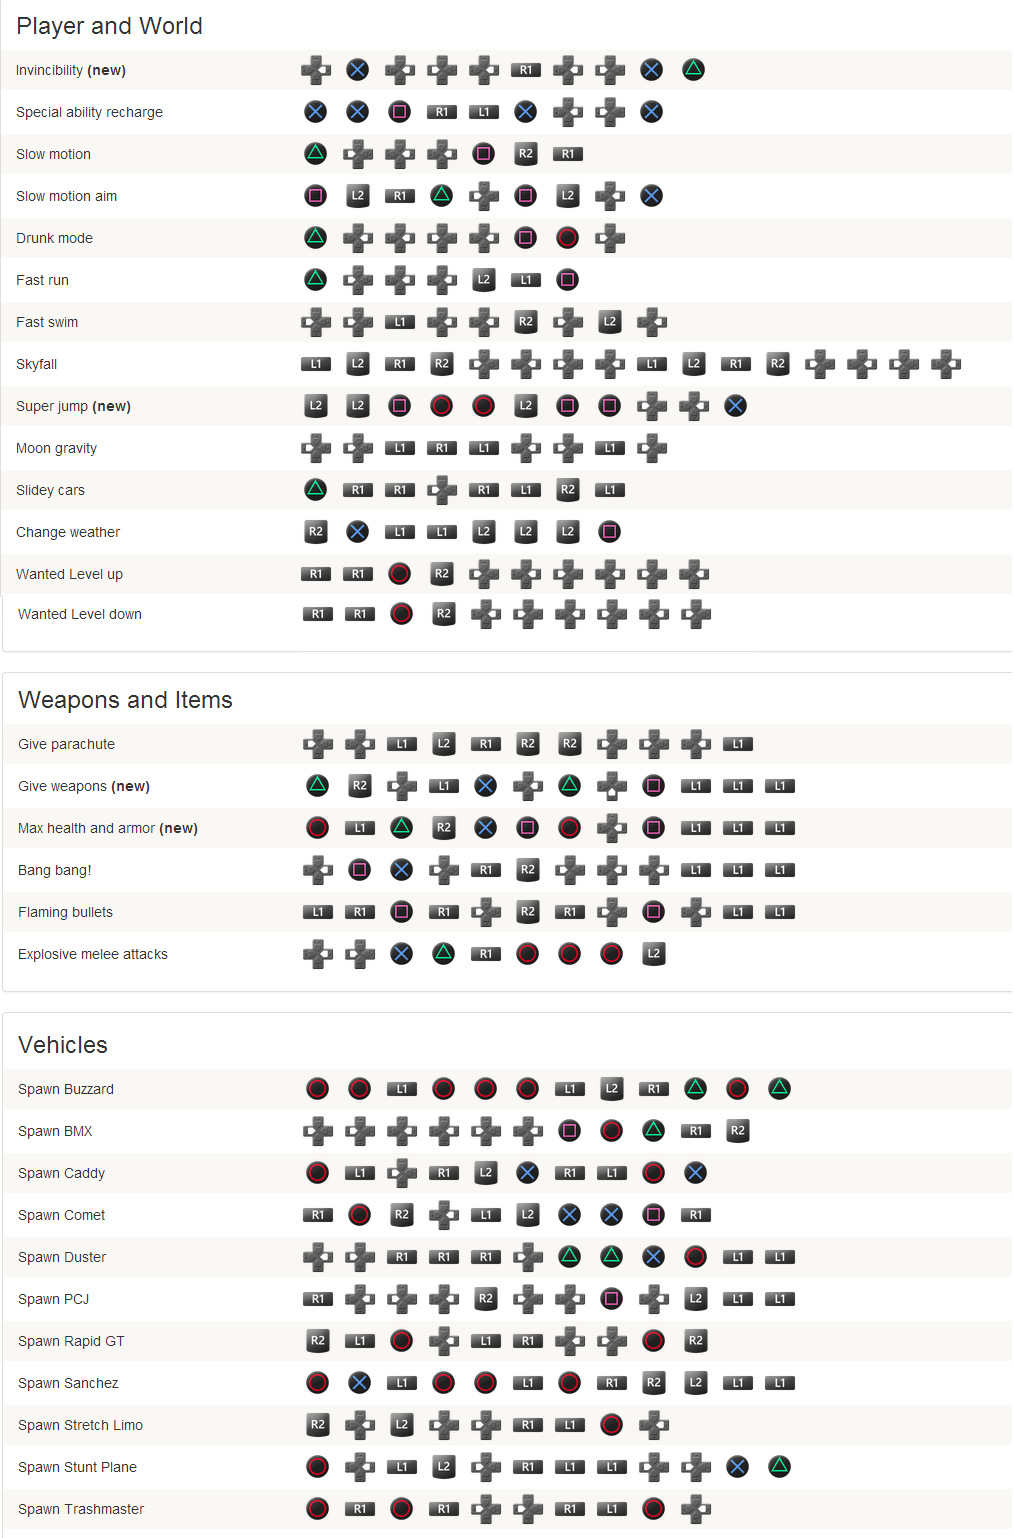 Player and World
Invincibility (new) R1
Special ability recharge R1 L1
Slow motion R2 R1
Slow motion aim L2 R1 L2
Drunk mode
Fast run L2 L1
Fast swim L1 R2 L2
Skyfall L1 L2 R1 R2 L1 L2 R1 R2
Super jump (new) L2 L2 L2
Moon gravity L1 R1 L1 L1
Slidey cars R1 R1 R1 L1 R2 L1
Change weather R2 L1 L1 L2 L2 L2
Wanted Level up R1 R1 R2
Wanted Level down R1 R1 R2
Weapons and Items
Give parachute L1 L2 R1 R2 R2 L1
Give weapons (new) R2 L1 L1 L1 L1
Max health and armor (new) L1 R2 L1 L1 L1
Bang bang! R1 R2 L1 L1 L1
Flaming bullets L1 R1 R1 R2 R1 L1 L1
Explosive melee attacks R1 L2
Vehicles
Spawn Buzzard L1 L1 L2 R1
Spawn BMX R1 R2
Spawn Caddy L1 R1 L2 R1 L1
Spawn Comet R1 R2 L1 L2 R1
Spawn Duster R1 R1 R1 L1 L1
Spawn PCJ R1 R2 L2 L1 L1
Spawn Rapid GT R2 L1 L1 R1 R2
Spawn Sanchez L1 L1 R1 R2 L2 L1 L1
Spawn Stretch Limo R2 L2 R1 L1
Spawn Stunt Plane L1 L2 R1 L1 L1
Spawn Trashmaster R1 R1 R1 L1